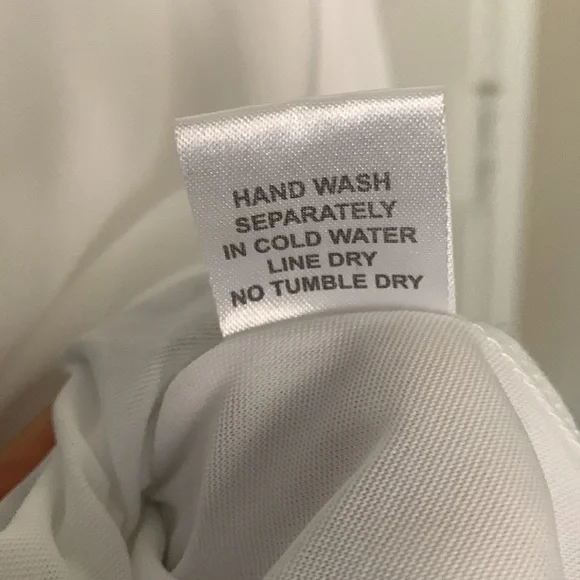 HAND WASH
SEPARATELY
IN COLD WATER
LINE DRY
NO TUMBLE DRY